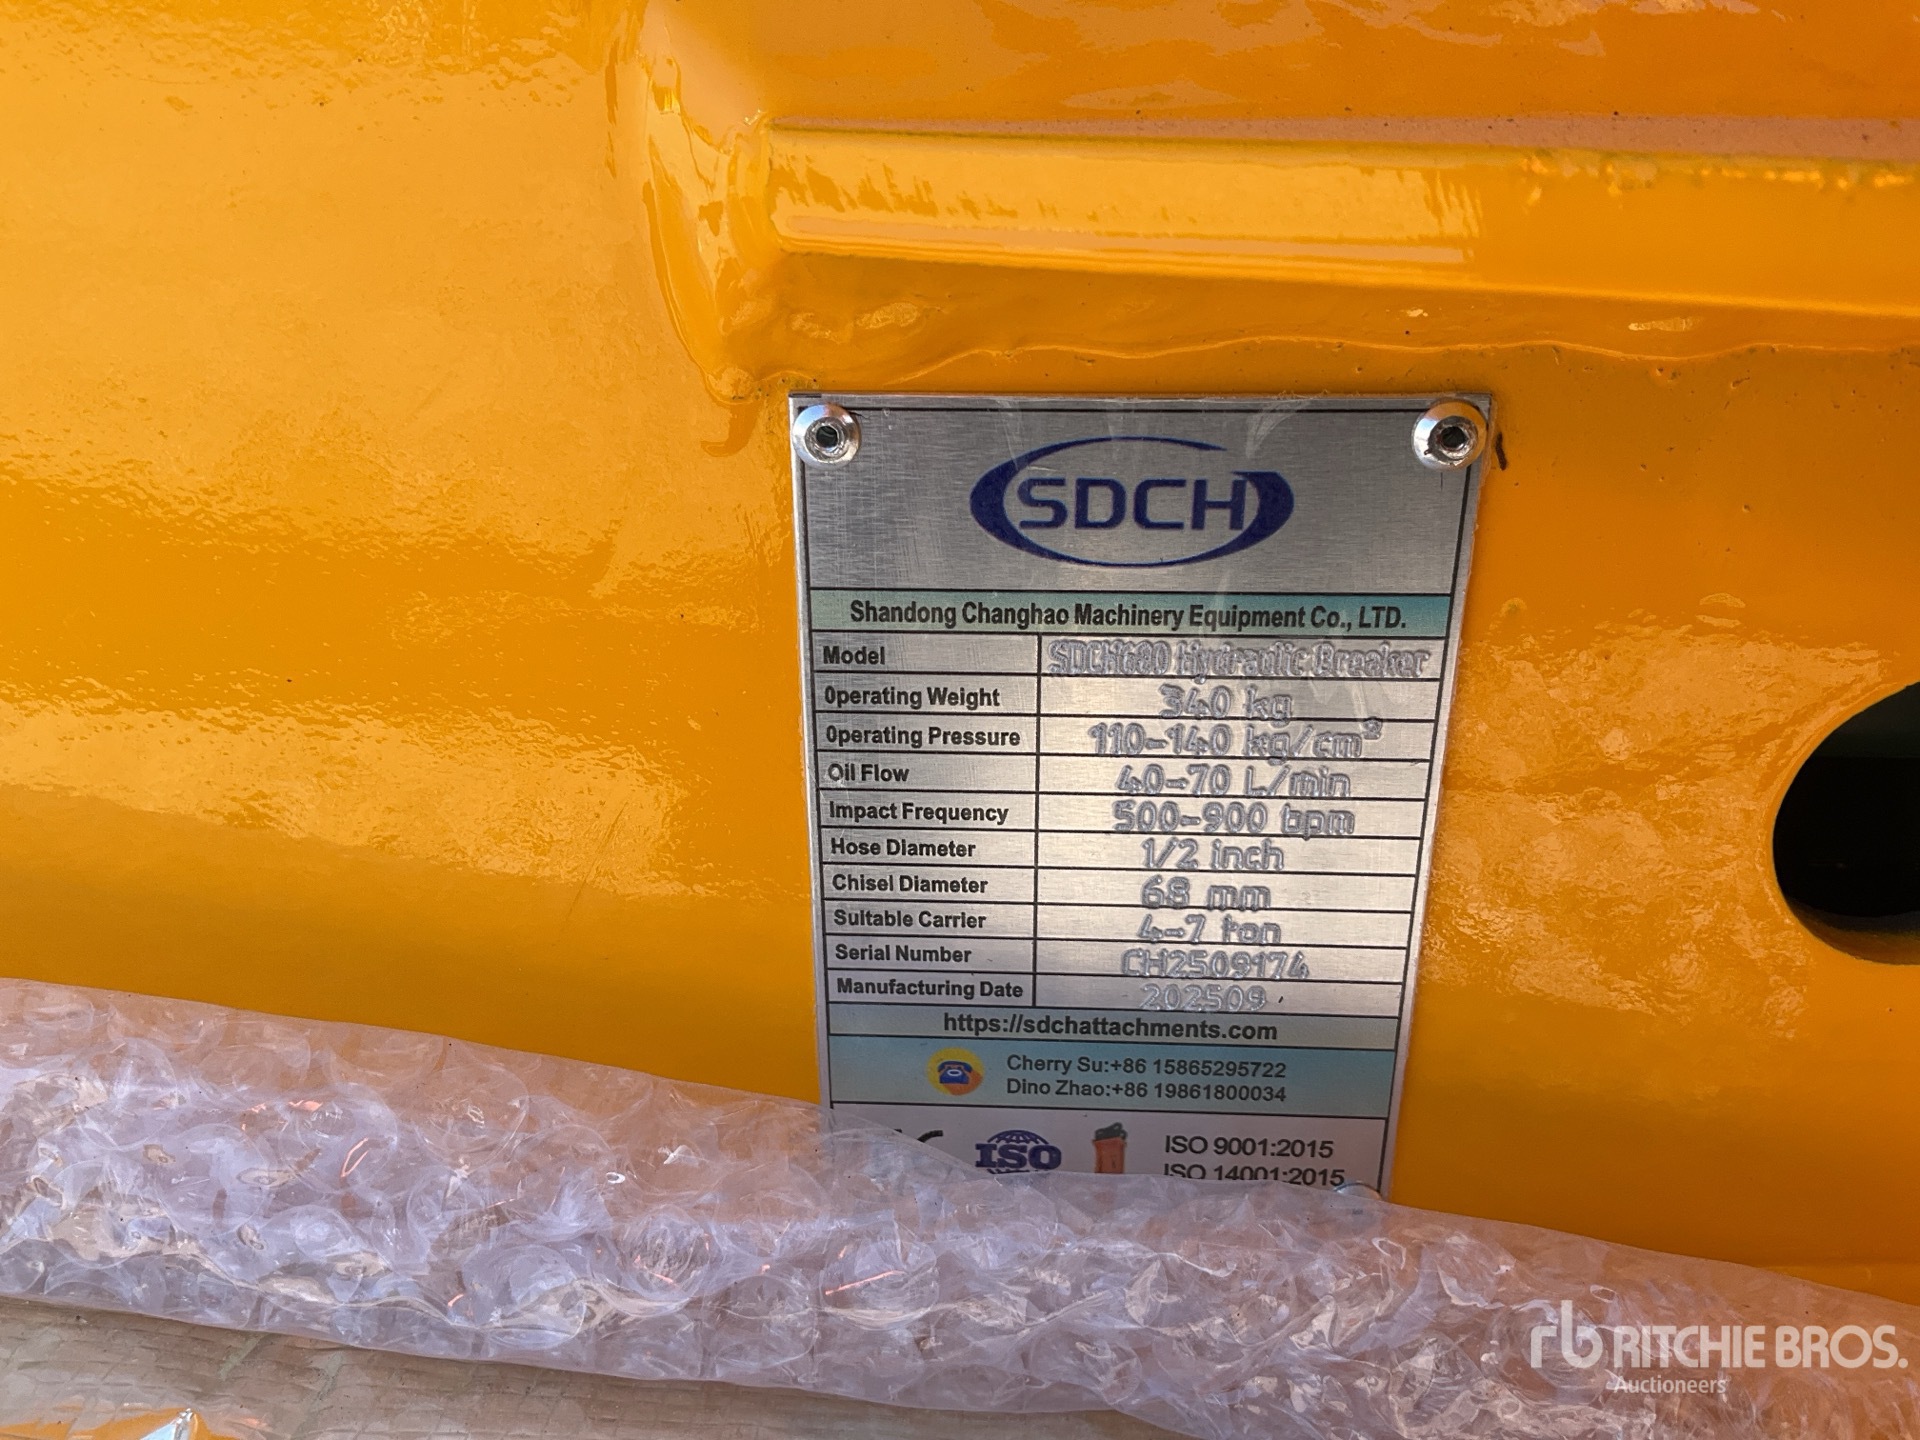 SDCH
Shandong Changhao Machinery Equipment Co., LTD.
Model SDCH680 Hydraulic Breaker
Operating Weight 340 kg
Operating Pressure 110-140 kg/cm²
Oil Flow 40-70 L/min
Impact Frequency 500-900 bpm
Hose Diameter 1/2 inch
Chisel Diameter 68 mm
Suitable Carrier 4-7 ton
Serial Number CH2509174
Manufacturing Date 202509
https://sdchattachments.com
Cherry Su:+86 15865295722
Dino Zhao:+86 19861800034
ISO
ISO 9001:2015
ISO 14001:2015
rb RITCHIE BROS.
Auctioneers